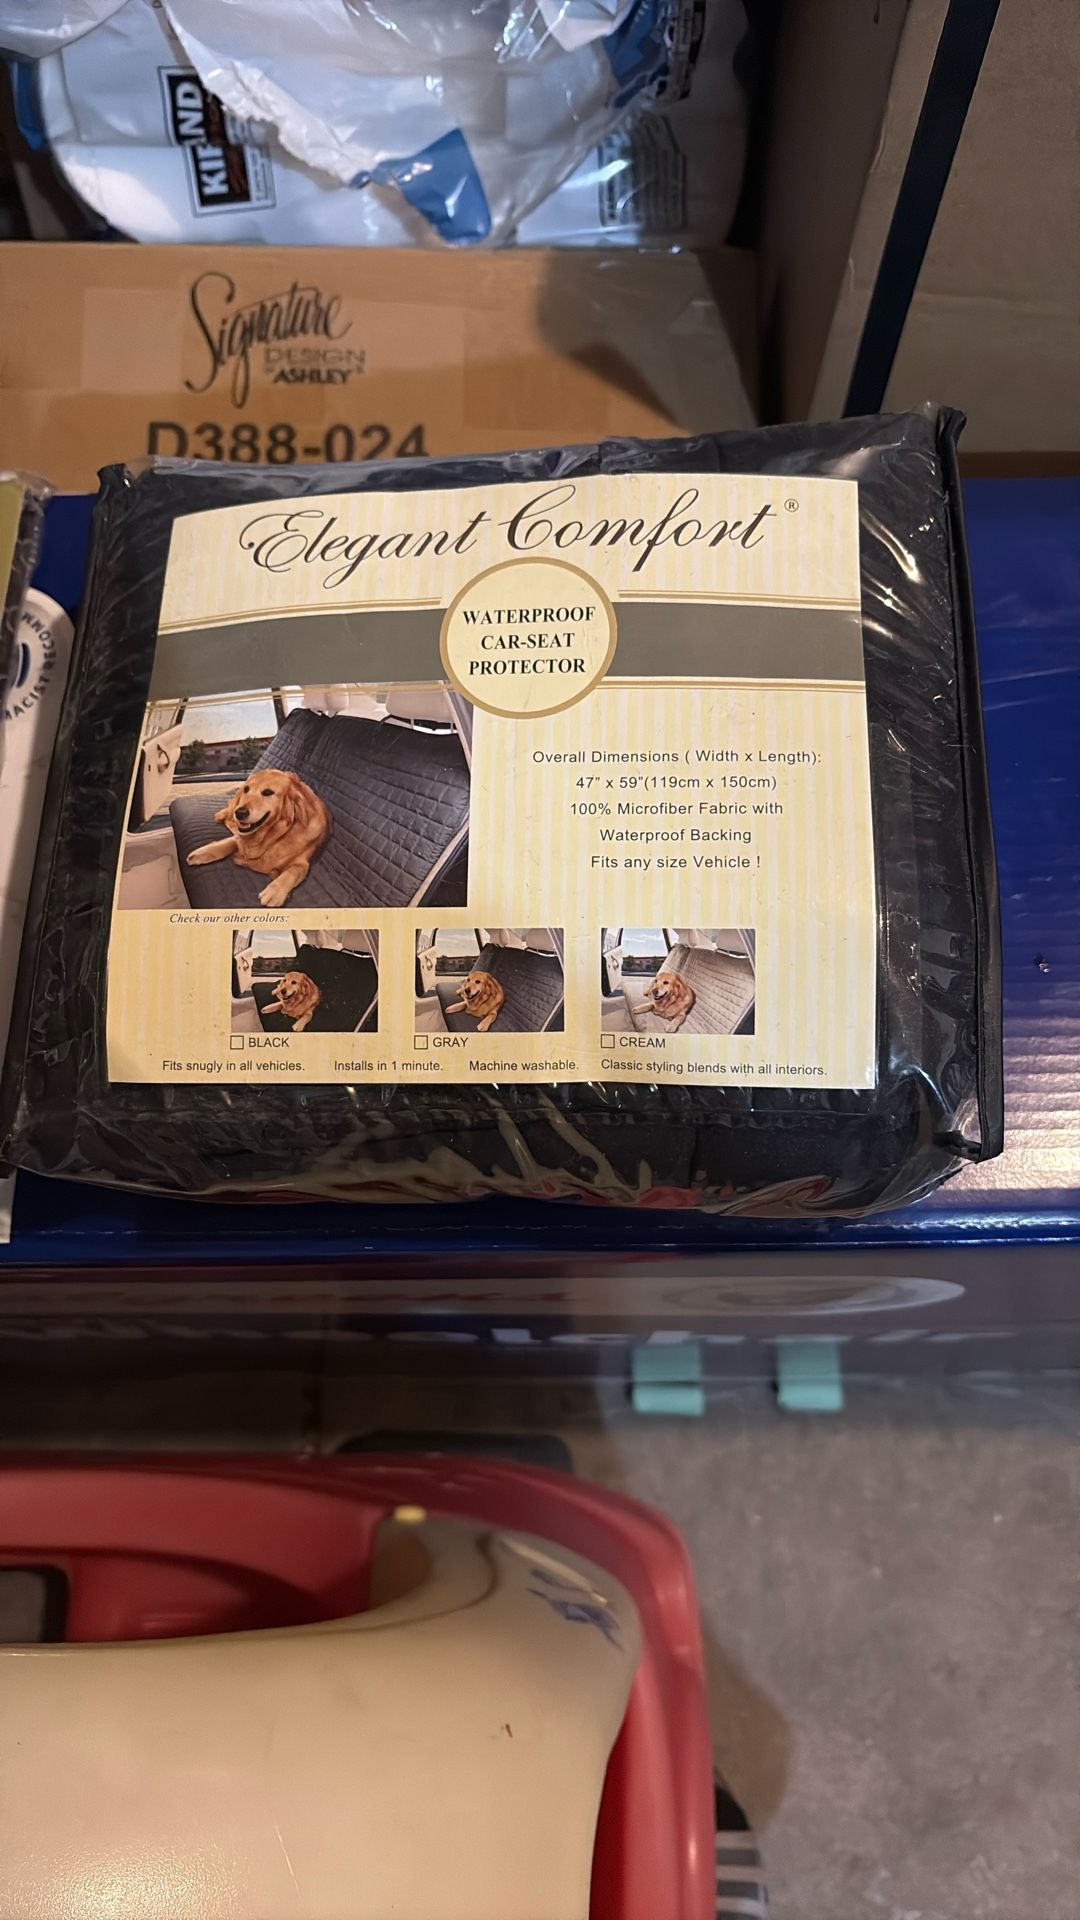 KIRKLAND
Signature
DESIGN
BY ASHLEY®
D388-024
Elegant Comfort®
WATERPROOF
CAR-SEAT
PROTECTOR
Overall Dimensions ( Width x Length):
47" x 59"(119cm x 150cm)
100% Microfiber Fabric with
Waterproof Backing
Fits any size Vehicle !
Check our other colors:
BLACK
GRAY
CREAM
Fits snugly in all vehicles. Installs in 1 minute. Machine washable. Classic styling blends with all interiors.